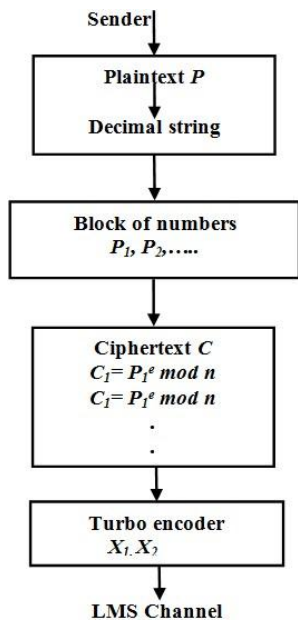 Sender
Plaintext P
Decimal string
Block of numbers
P₁, P₂,.....
Ciphertext C
C₁= P₁ᵉ mod n
C₁= P₁ᵉ mod n
.
.
Turbo encoder
X₁, X₂
LMS Channel